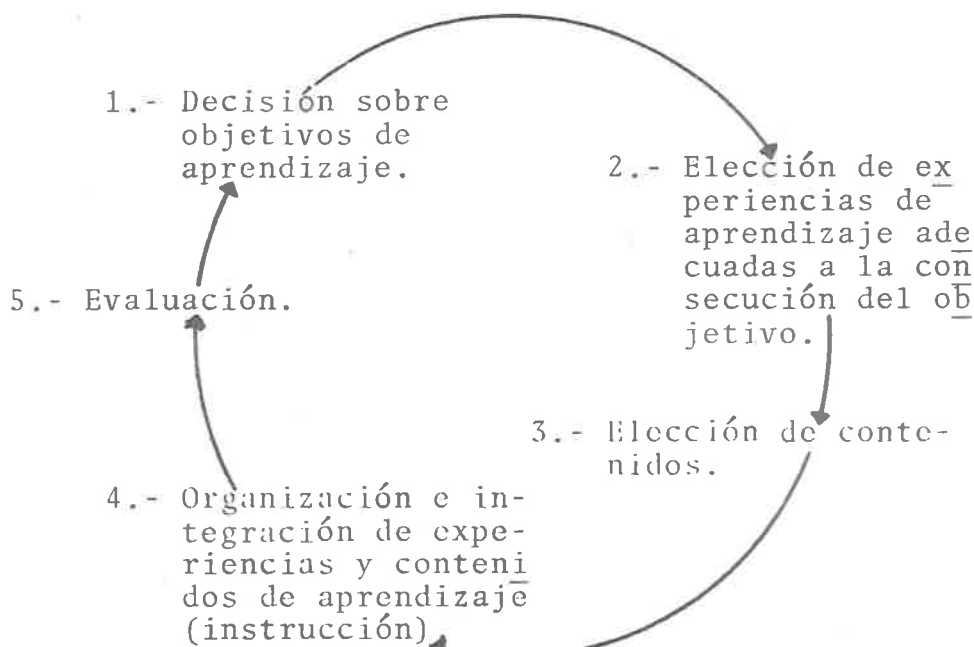 1.- Decisión sobre
objetivos de
aprendizaje.
2.- Elección de ex
periencias de
aprendizaje ade
cuadas a la con
secución del ob
jetivo.
3.- Elección de conte-
nidos.
4.- Organización e in-
tegración de expe-
riencias y conteni
dos de aprendizaje
(instrucción)
5.- Evaluación.